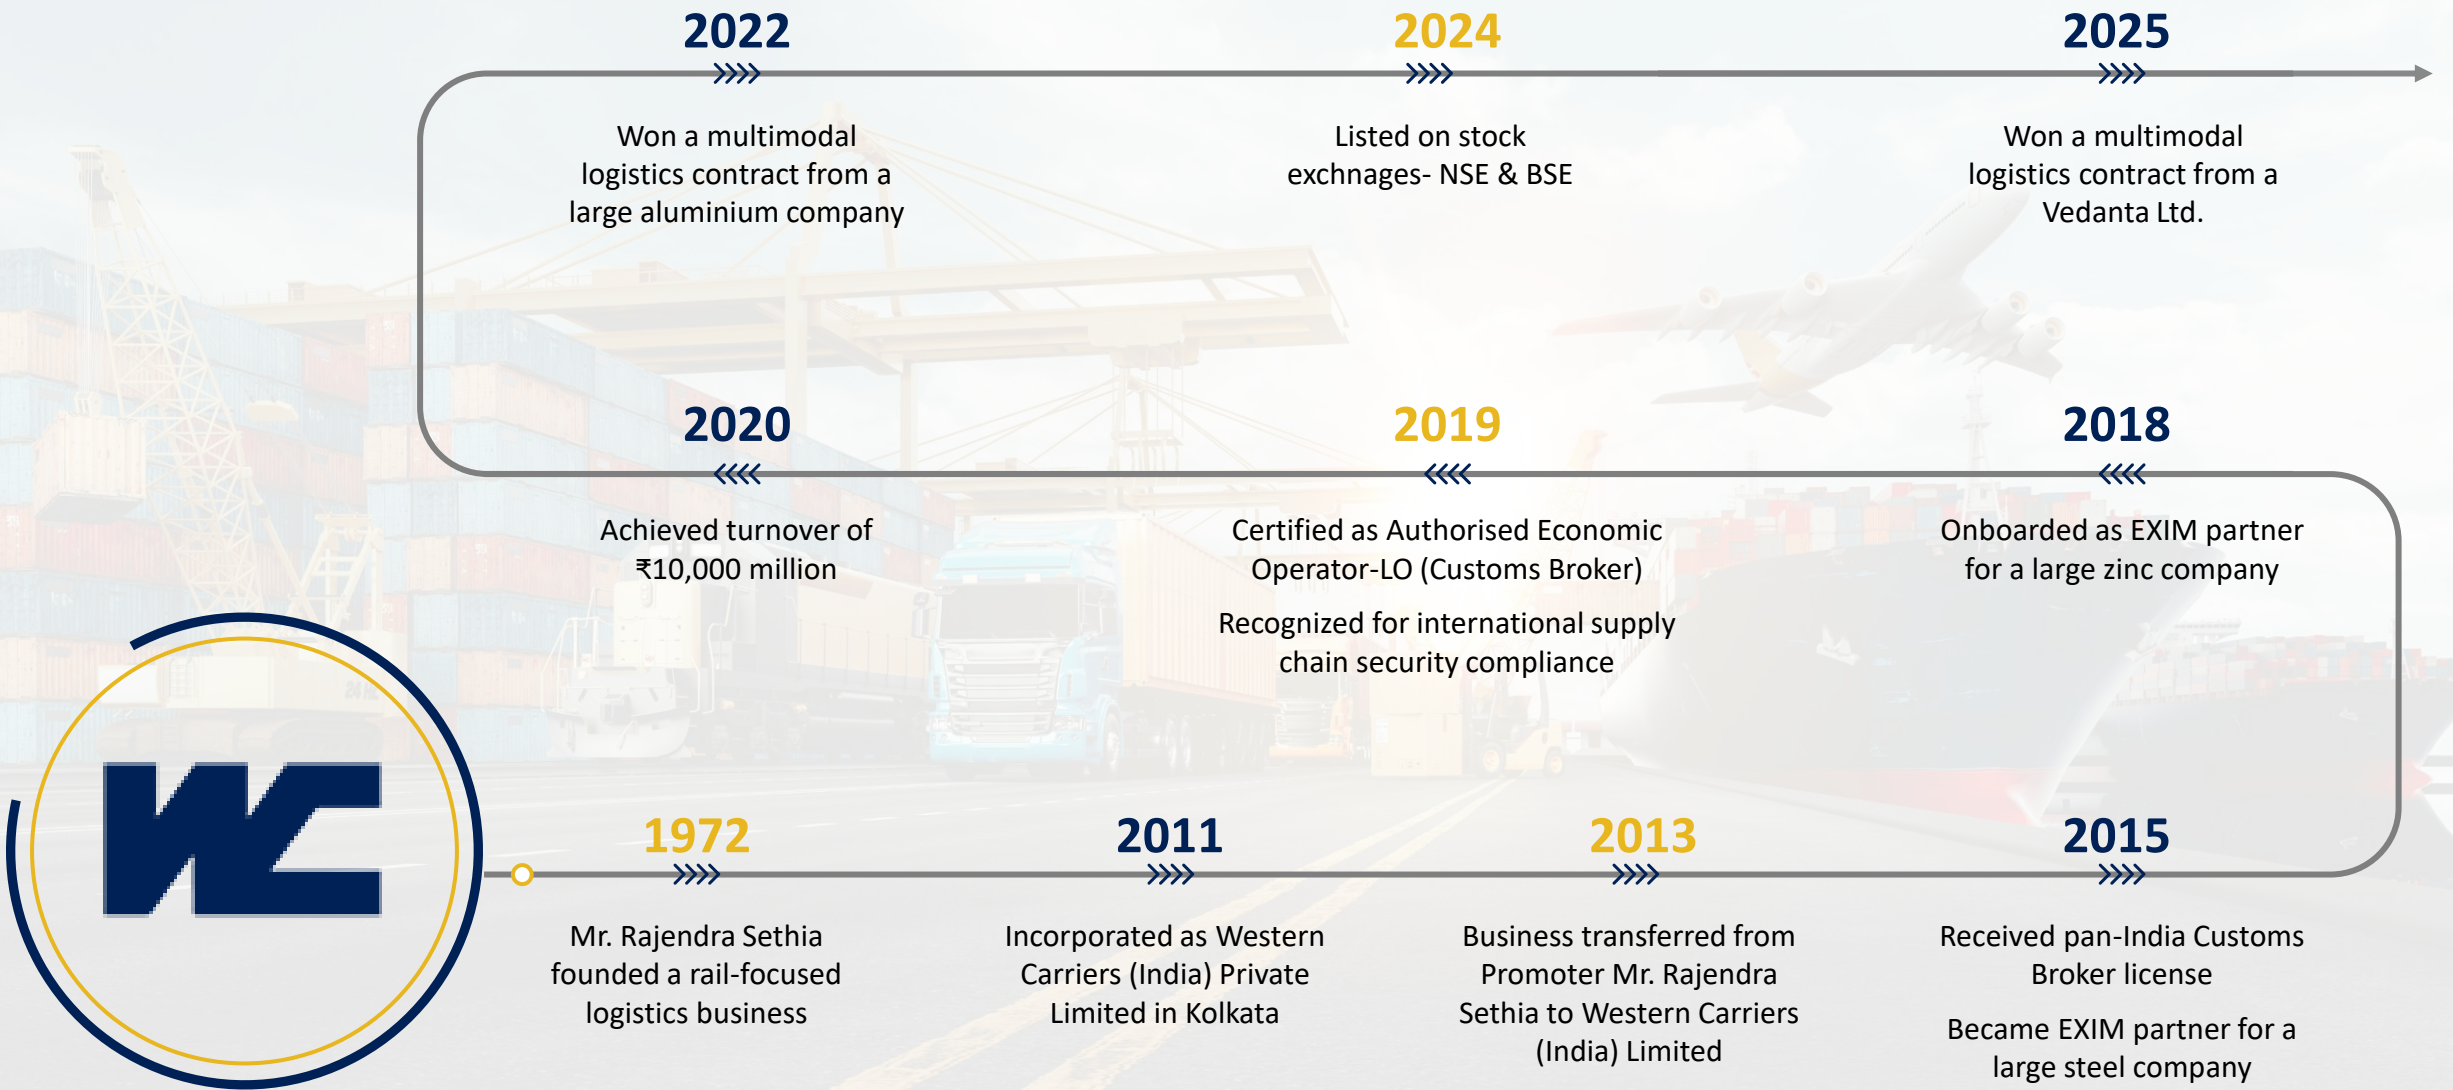 2022
Won a multimodal
logistics contract from a
large aluminium company
2024
Listed on stock
exchnages- NSE & BSE
2025
Won a multimodal
logistics contract from a
Vedanta Ltd.
2020
Achieved turnover of
₹10,000 million
2019
Certified as Authorised Economic
Operator-LO (Customs Broker)
Recognized for international supply
chain security compliance
2018
Onboarded as EXIM partner
for a large zinc company
WC
1972
Mr. Rajendra Sethia
founded a rail-focused
logistics business
2011
Incorporated as Western
Carriers (India) Private
Limited in Kolkata
2013
Business transferred from
Promoter Mr. Rajendra
Sethia to Western Carriers
(India) Limited
2015
Received pan-India Customs
Broker license
Became EXIM partner for a
large steel company